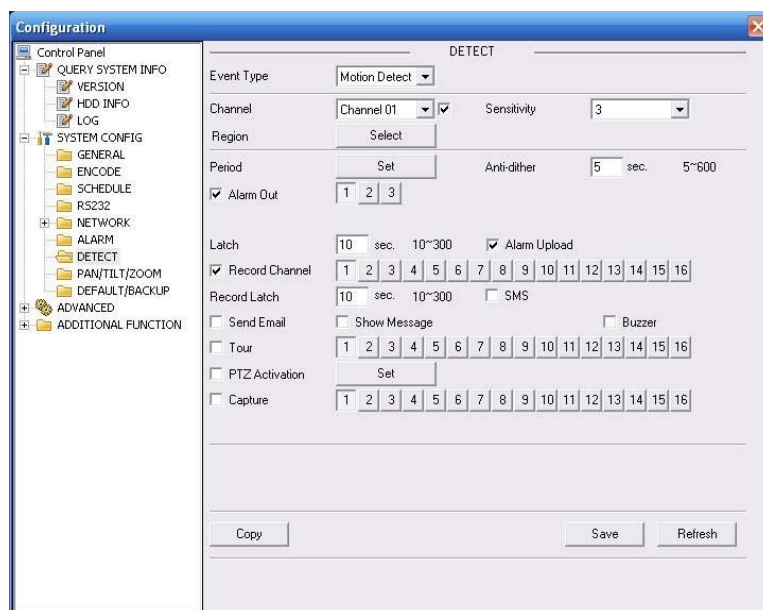 Configuration
Control Panel
QUERY SYSTEM INFO
VERSION
HDD INFO
LOG
SYSTEM CONFIG
GENERAL
ENCODE
SCHEDULE
RS232
NETWORK
ALARM
DETECT
PAN/TILT/ZOOM
DEFAULT/BACKUP
ADVANCED
ADDITIONAL FUNCTION
DETECT
Event Type Motion Detect
Channel Channel 01 Sensitivity 3
Region Select
Period Set Anti-dither 5 sec. 5~600
Alarm Out 1 2 3
Latch 10 sec. 10~300 Alarm Upload
Record Channel 1 2 3 4 5 6 7 8 9 10 11 12 13 14 15 16
Record Latch 10 sec. 10~300 SMS
Send Email Show Message Buzzer
Tour 1 2 3 4 5 6 7 8 9 10 11 12 13 14 15 16
PTZ Activation Set
Capture 1 2 3 4 5 6 7 8 9 10 11 12 13 14 15 16
Copy Save Refresh